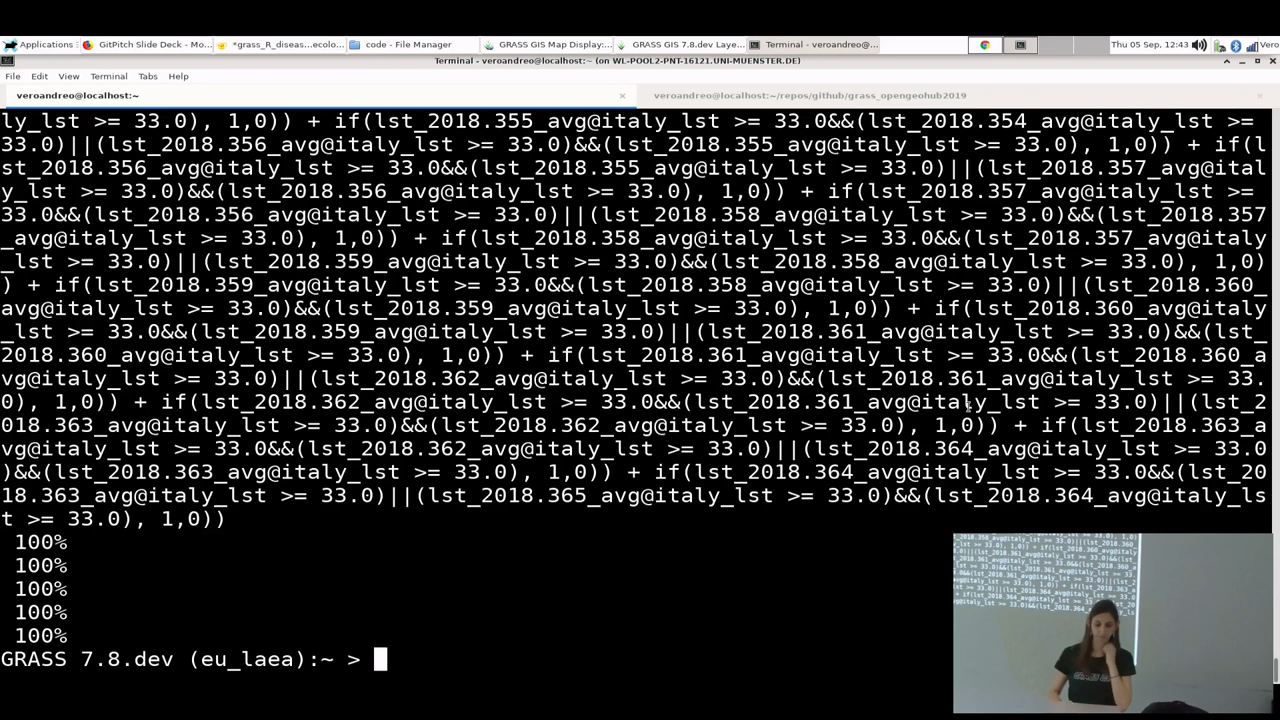 Applications
GitPitch Slide Deck - Mo...
*grass_R_diseas...ecolo...
code - File Manager
GRASS GIS Map Display:...
GRASS GIS 7.8.dev Laye...
Terminal - veroandreo@...
Thu 05 Sep, 12:43
Vero
Terminal - veroandreo@localhost:~ (on WL-POOL2-PNT-16121.UNI-MUENSTER.DE)
File Edit View Terminal Tabs Help
veroandreo@localhost:~
veroandreo@localhost:~/repos/github/grass_opengeohub2019
ly_lst >= 33.0), 1,0)) + if(lst_2018.355_avg@italy_lst >= 33.0&&(lst_2018.354_avg@italy_lst >=
33.0)||(lst_2018.356_avg@italy_lst >= 33.0)&&(lst_2018.355_avg@italy_lst >= 33.0), 1,0)) + if(l
st_2018.356_avg@italy_lst >= 33.0&&(lst_2018.355_avg@italy_lst >= 33.0)||(lst_2018.357_avg@ital
y_lst >= 33.0)&&(lst_2018.356_avg@italy_lst >= 33.0), 1,0)) + if(lst_2018.357_avg@italy_lst >=
33.0&&(lst_2018.356_avg@italy_lst >= 33.0)||(lst_2018.358_avg@italy_lst >= 33.0)&&(lst_2018.357
_avg@italy_lst >= 33.0), 1,0)) + if(lst_2018.358_avg@italy_lst >= 33.0&&(lst_2018.357_avg@italy
_lst >= 33.0)||(lst_2018.359_avg@italy_lst >= 33.0)&&(lst_2018.358_avg@italy_lst >= 33.0), 1,0)
) + if(lst_2018.359_avg@italy_lst >= 33.0&&(lst_2018.358_avg@italy_lst >= 33.0)||(lst_2018.360_
avg@italy_lst >= 33.0)&&(lst_2018.359_avg@italy_lst >= 33.0), 1,0)) + if(lst_2018.360_avg@italy
_lst >= 33.0&&(lst_2018.359_avg@italy_lst >= 33.0)||(lst_2018.361_avg@italy_lst >= 33.0)&&(lst_
2018.360_avg@italy_lst >= 33.0), 1,0)) + if(lst_2018.361_avg@italy_lst >= 33.0&&(lst_2018.360_a
vg@italy_lst >= 33.0)||(lst_2018.362_avg@italy_lst >= 33.0)&&(lst_2018.361_avg@italy_lst >= 33.
0), 1,0)) + if(lst_2018.362_avg@italy_lst >= 33.0&&(lst_2018.361_avg@italy_lst >= 33.0)||(lst_2
018.363_avg@italy_lst >= 33.0)&&(lst_2018.362_avg@italy_lst >= 33.0), 1,0)) + if(lst_2018.363_a
vg@italy_lst >= 33.0&&(lst_2018.362_avg@italy_lst >= 33.0)||(lst_2018.364_avg@italy_lst >= 33.0
)&&(lst_2018.363_avg@italy_lst >= 33.0), 1,0)) + if(lst_2018.364_avg@italy_lst >= 33.0&&(lst_20
18.363_avg@italy_lst >= 33.0)||(lst_2018.365_avg@italy_lst >= 33.0)&&(lst_2018.364_avg@italy_ls
t >= 33.0), 1,0))
100%
100%
100%
100%
100%
GRASS 7.8.dev (eu_laea):~ >